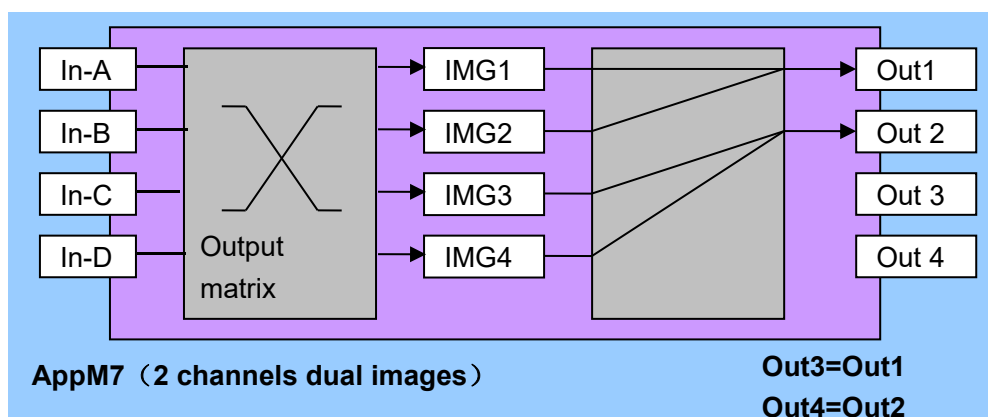 In-A
IMG1
Out1
In-B
IMG2
Out 2
In-C
IMG3
Out 3
In-D
Output
matrix
IMG4
Out 4
AppM7（2 channels dual images）
Out3=Out1
Out4=Out2